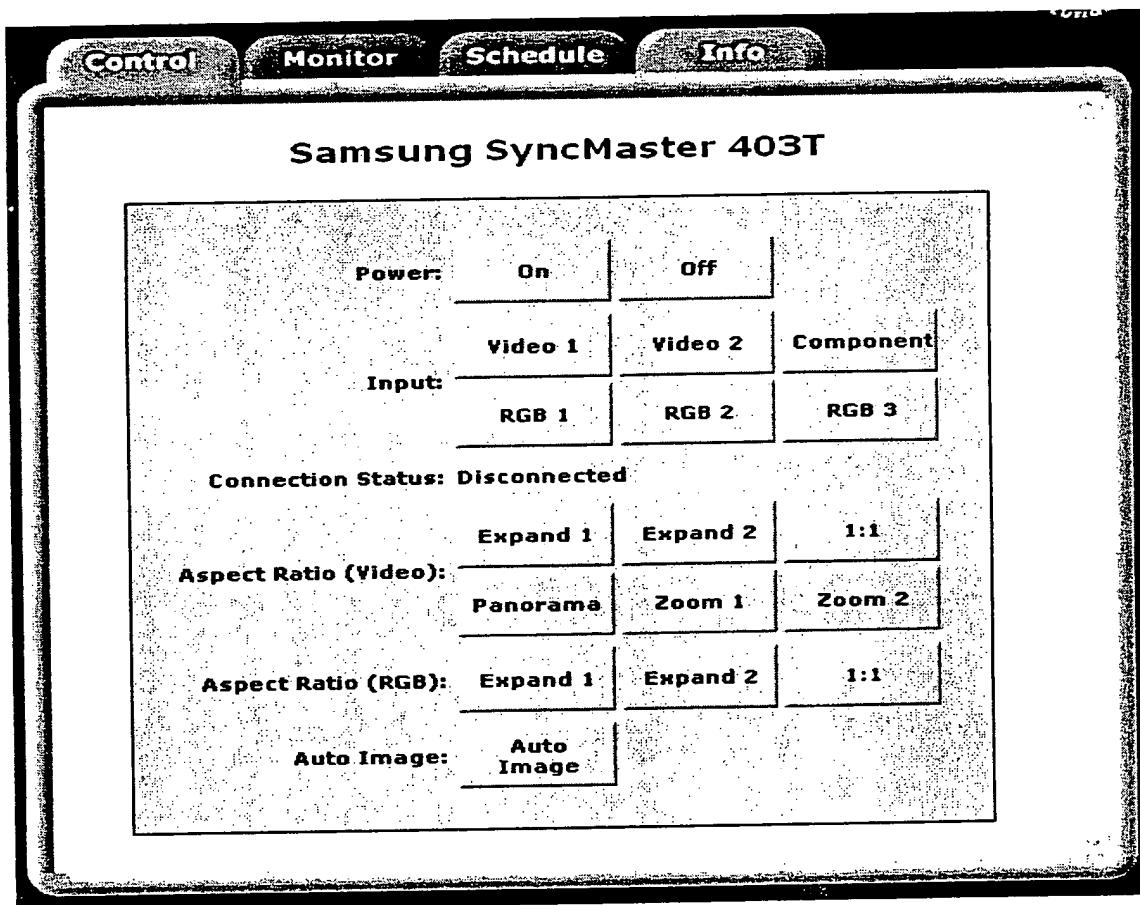 Control Monitor Schedule Info
Samsung SyncMaster 403T
Power: On Off
Video 1 Video 2 Component
Input:
RGB 1 RGB 2 RGB 3
Connection Status: Disconnected
Expand 1 Expand 2 1:1
Aspect Ratio (Video):
Panorama Zoom 1 Zoom 2
Aspect Ratio (RGB): Expand 1 Expand 2 1:1
Auto Image: Auto Image